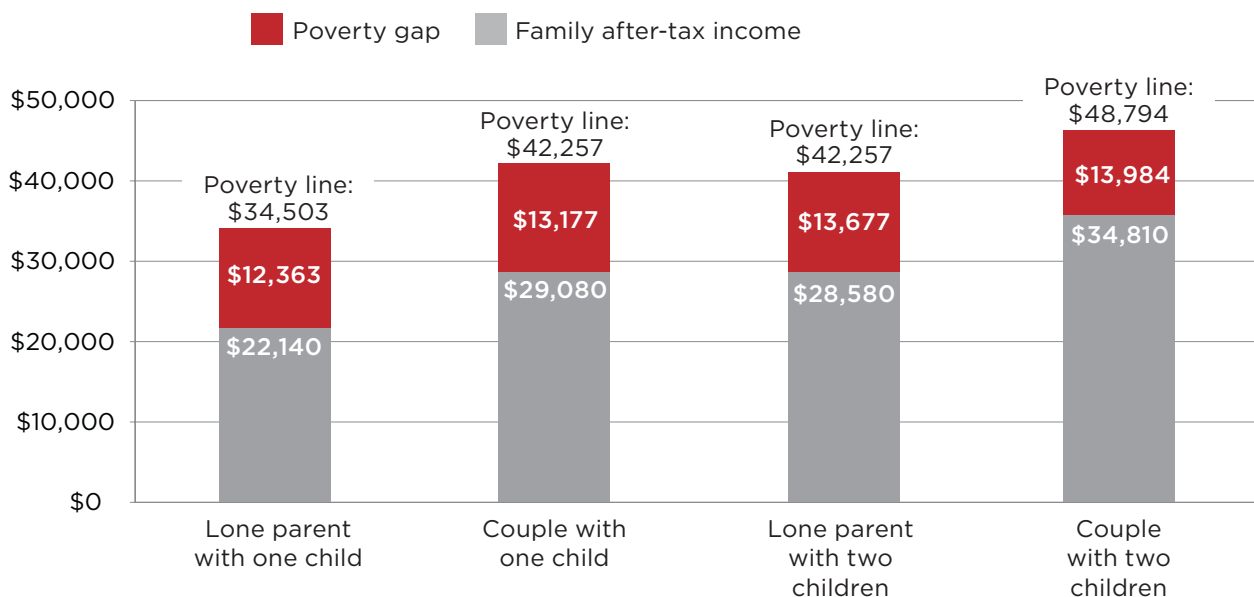 Poverty gap
Family after-tax income
$50,000
$40,000
$30,000
$20,000
$10,000
$0
Poverty line:
$34,503
$12,363
$22,140
Poverty line:
$42,257
$13,177
$29,080
Poverty line:
$42,257
$13,677
$28,580
Poverty line:
$48,794
$13,984
$34,810
Lone parent
with one child
Couple with
one child
Lone parent
with two
children
Couple
with two
children